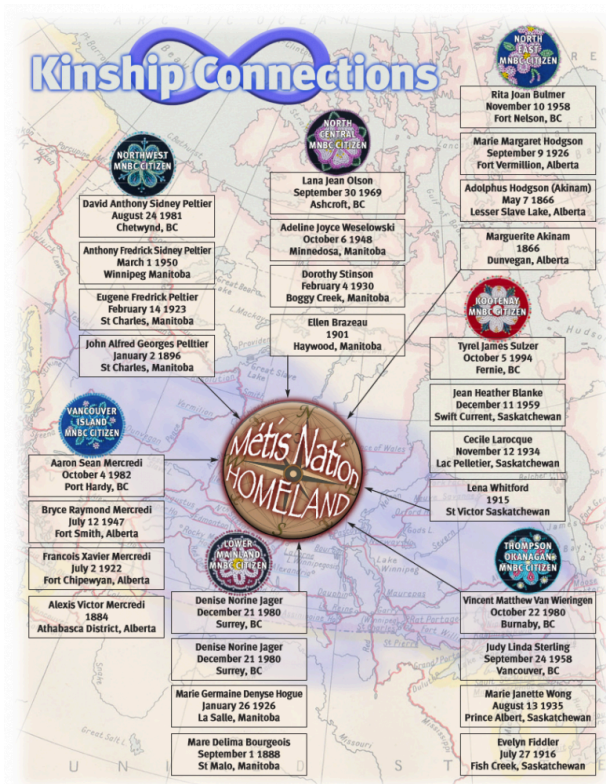 Kinship Connections
NORTH
EAST
MNBC CITIZEN
Rita Joan Bulmer
November 10 1958
Fort Nelson, BC
Marie Margaret Hodgson
September 9 1926
Fort Vermillion, Alberta
Adolphus Hodgson (Akinam)
May 7 1866
Lesser Slave Lake, Alberta
Marguerite Akinam
1866
Dunvegan, Alberta
NORTH
CENTRAL
MNBC CITIZEN
Lana Jean Olson
September 30 1969
Ashcroft, BC
Adeline Joyce Weselowski
October 6 1948
Minnedosa, Manitoba
Dorothy Stinson
February 4 1930
Boggy Creek, Manitoba
Ellen Brazeau
1901
Haywood, Manitoba
NORTHWEST
MNBC CITIZEN
David Anthony Sidney Peltier
August 24 1981
Chetwynd, BC
Anthony Fredrick Sidney Peltier
March 1 1950
Winnipeg Manitoba
Eugene Fredrick Peltier
February 14 1923
St Charles, Manitoba
John Alfred Georges Pelltier
January 2 1896
St Charles, Manitoba
KOOTENAY
MNBC CITIZEN
Tyrel James Sulzer
October 5 1994
Fernie, BC
Jean Heather Blanke
December 11 1959
Swift Current, Saskatchewan
Cecile Larocque
November 12 1934
Lac Pelletier, Saskatchewan
Lena Whitford
1915
St Victor Saskatchewan
VANCOUVER
ISLAND
MNBC CITIZEN
Aaron Sean Mercredi
October 4 1982
Port Hardy, BC
Bryce Raymond Mercredi
July 12 1947
Fort Smith, Alberta
Francois Xavier Mercredi
July 2 1922
Fort Chipewyan, Alberta
Alexis Victor Mercredi
1884
Athabasca District, Alberta
N
Métis Nation
HOMELAND
S
LOWER
MAINLAND
MNBC CITIZEN
Denise Norine Jager
December 21 1980
Surrey, BC
Denise Norine Jager
December 21 1980
Surrey, BC
Marie Germaine Denyse Hogue
January 26 1926
La Salle, Manitoba
Mare Delima Bourgeois
September 1 1888
St Malo, Manitoba
THOMPSON
OKANAGAN
MNBC CITIZEN
Vincent Matthew Van Wieringen
October 22 1980
Burnaby, BC
Judy Linda Sterling
September 24 1958
Vancouver, BC
Marie Janette Wong
August 13 1935
Prince Albert, Saskatchewan
Evelyn Fiddler
July 27 1916
Fish Creek, Saskatchewan